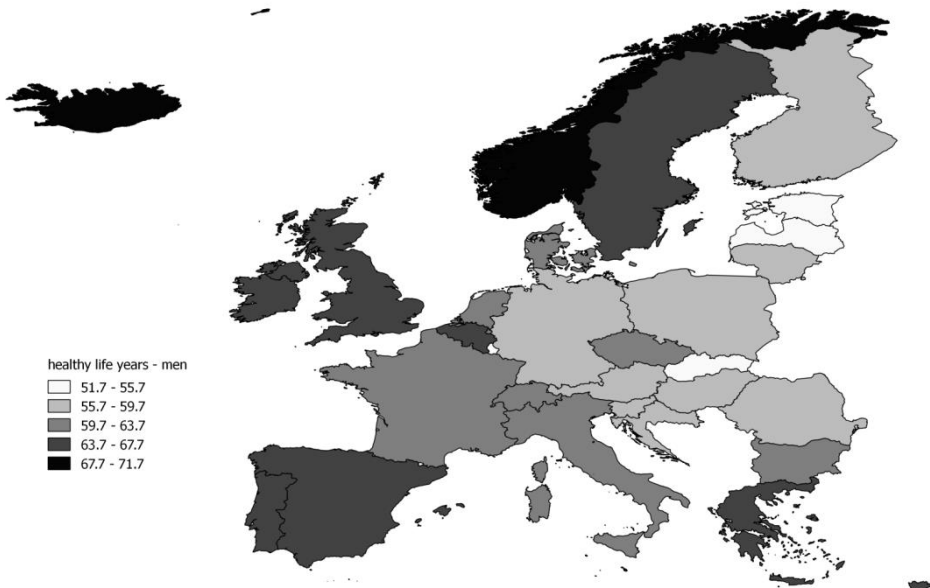 healthy life years - men
51.7 - 55.7
55.7 - 59.7
59.7 - 63.7
63.7 - 67.7
67.7 - 71.7